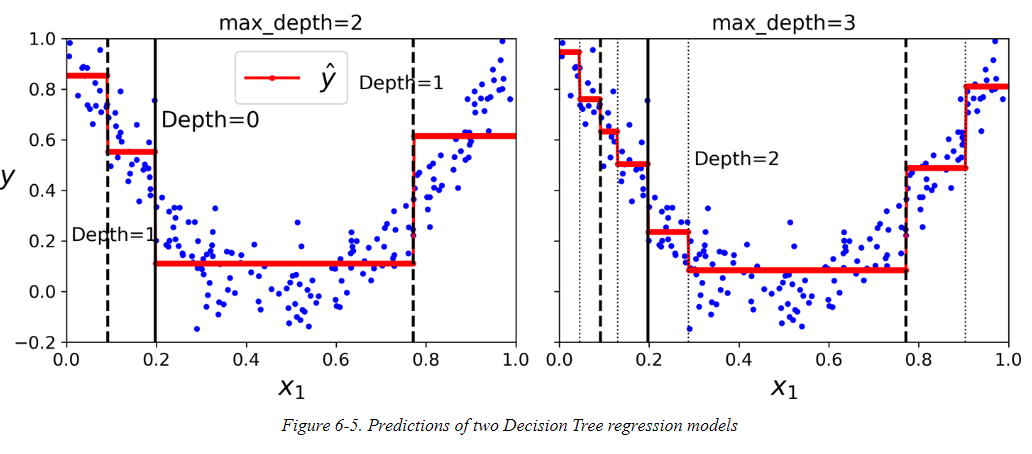 max_depth=2
1.0
0.8
0.6
0.4
0.2
0.0
−0.2
y
ŷ
Depth=1
Depth=0
Depth=1
0.0 0.2 0.4 0.6 0.8 1.0
x₁
max_depth=3
Depth=2
0.0 0.2 0.4 0.6 0.8 1.0
x₁
Figure 6-5. Predictions of two Decision Tree regression models